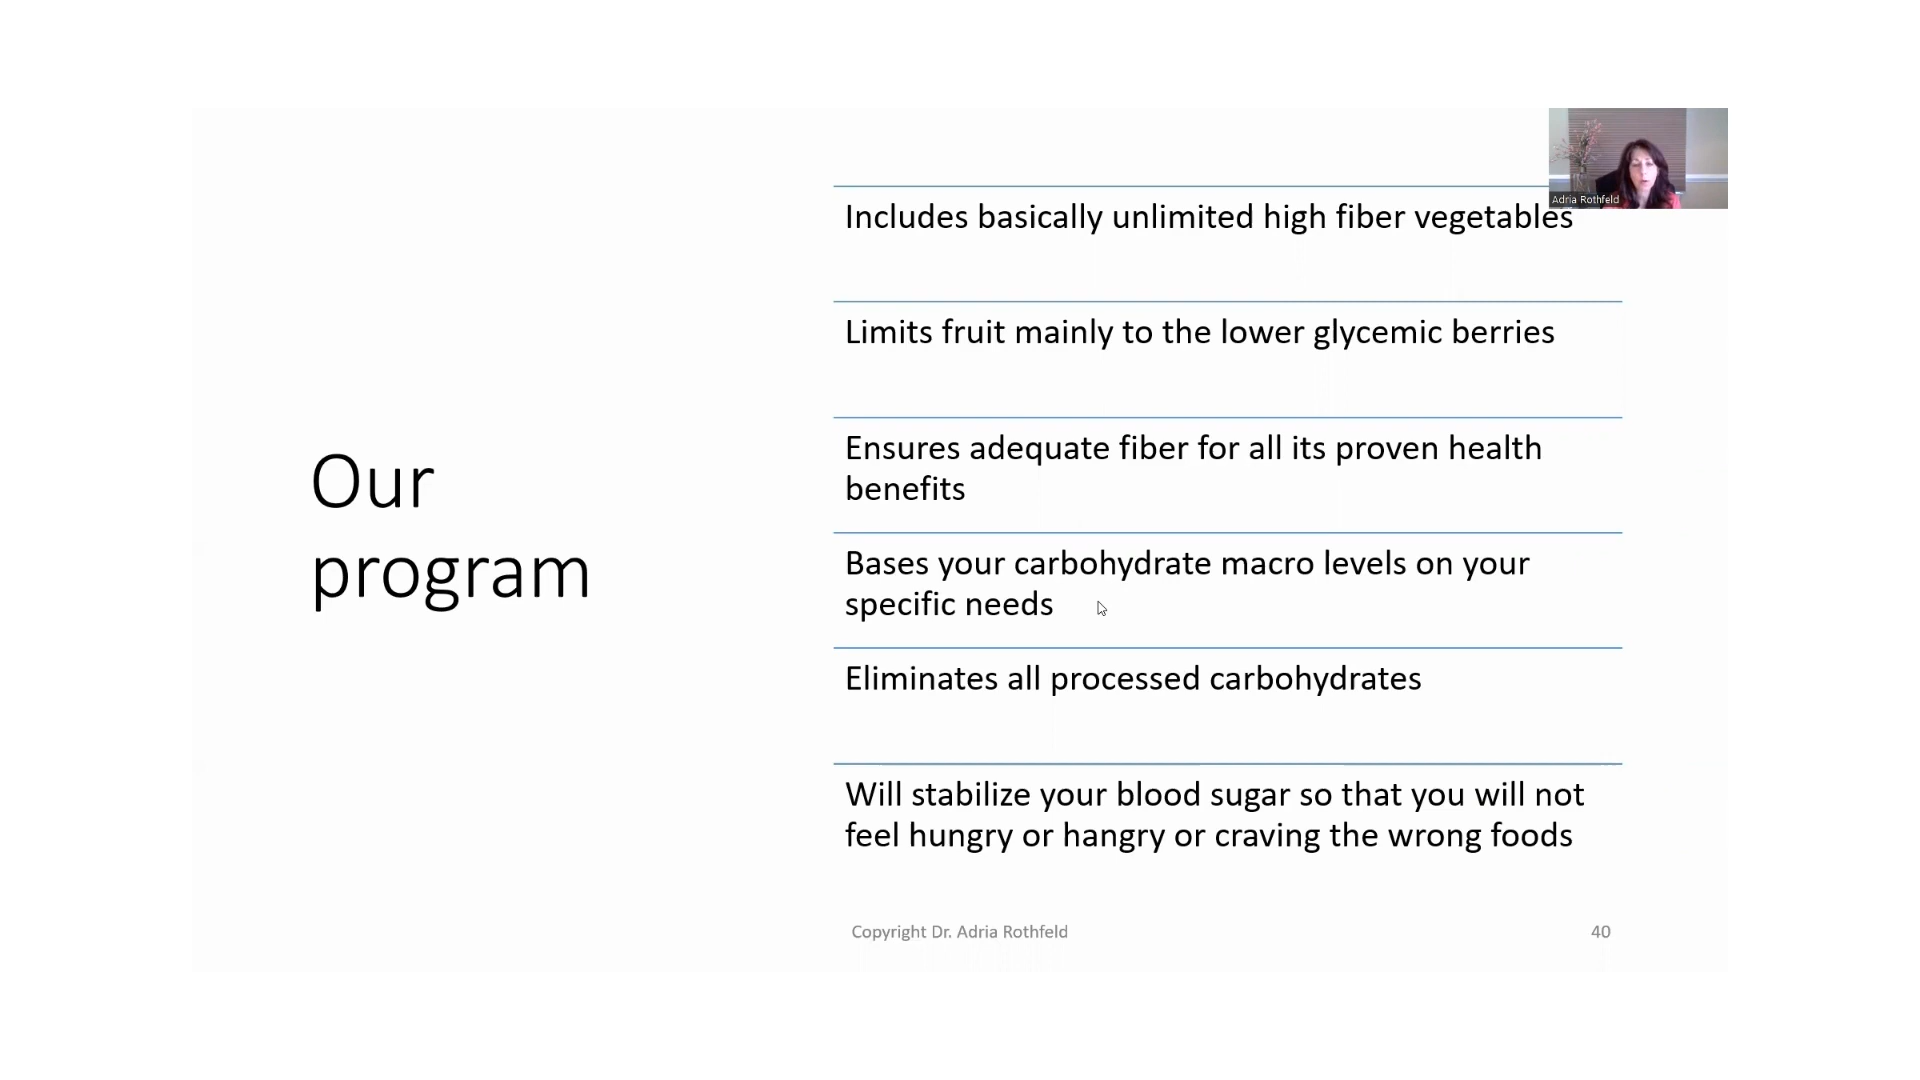 Adria Rothfeld
Includes basically unlimited high fiber vegetables
Limits fruit mainly to the lower glycemic berries
Ensures adequate fiber for all its proven health
benefits
Our
program
Bases your carbohydrate macro levels on your
specific needs
Eliminates all processed carbohydrates
Will stabilize your blood sugar so that you will not
feel hungry or hangry or craving the wrong foods
Copyright Dr. Adria Rothfeld
40